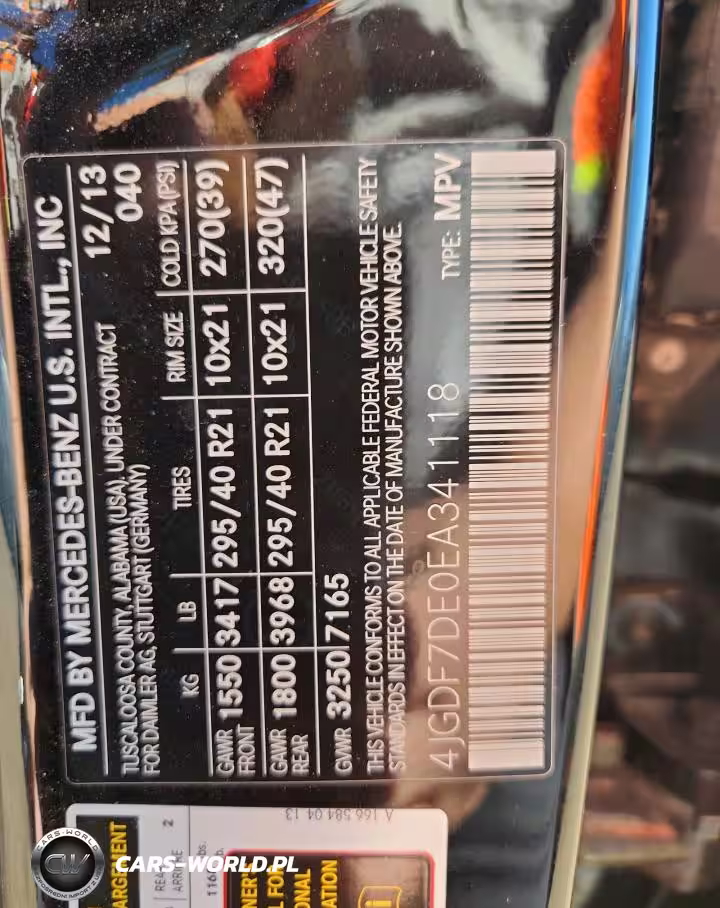 MFD BY MERCEDES-BENZ U.S. INTL., INC
TUSCALOOSA COUNTY, ALABAMA (USA), UNDER CONTRACT 12/13
FOR DAIMLER AG, STUTTGART (GERMANY) 040
KG LB TIRES RIM SIZE COLD KPA (PSI)
GAWR FRONT 1550 3417 295/40 R21 10x21 270(39)
GAWR REAR 1800 3968 295/40 R21 10x21 320(47)
GVWR 3250/7165
THIS VEHICLE CONFORMS TO ALL APPLICABLE FEDERAL MOTOR VEHICLE SAFETY
STANDARDS IN EFFECT ON THE DATE OF MANUFACTURE SHOWN ABOVE.
4JGDF7DE0EA341118 TYPE: MPV
A 166 584 04 13
2
CARS-WORLD
CW
CARS-WORLD.PL